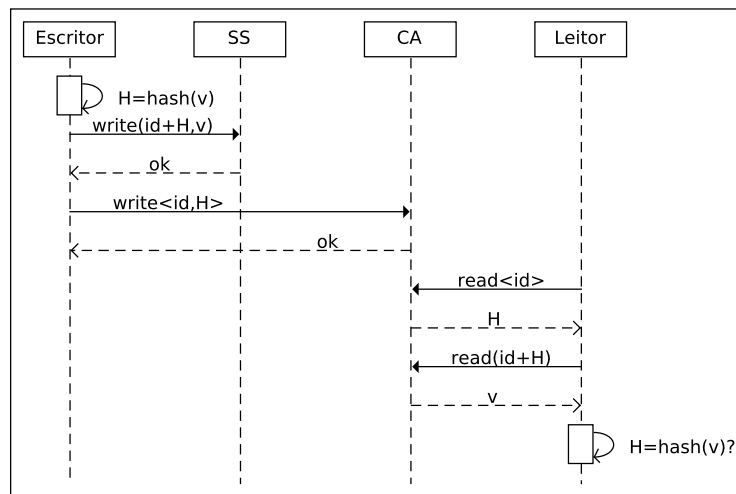 Escritor SS CA Leitor
H=hash(v)
write(id+H,v)
ok
write<id,H>
ok
read<id>
H
read(id+H)
v
H=hash(v)?